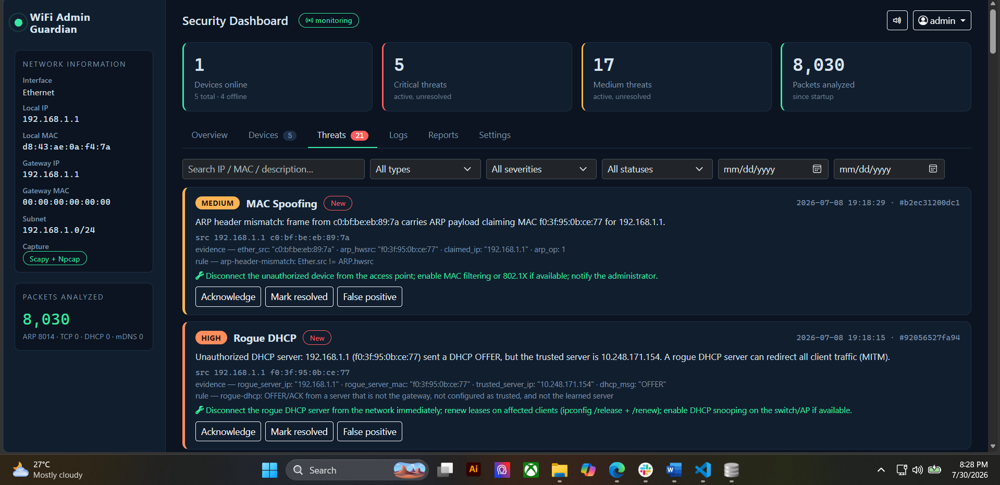 WiFi Admin
Guardian
NETWORK INFORMATION
Interface
Ethernet
Local IP
192.168.1.1
Local MAC
d8:43:ae:0a:f4:7a
Gateway IP
192.168.1.1
Gateway MAC
00:00:00:00:00:00
Subnet
192.168.1.0/24
Capture
Scapy + Npcap
PACKETS ANALYZED
8,030
ARP 8014 · TCP 0 · DHCP 0 · mDNS 0
Security Dashboard
monitoring
admin
1
Devices online
5 total · 4 offline
5
Critical threats
active, unresolved
17
Medium threats
active, unresolved
8,030
Packets analyzed
since startup
Overview Devices 5 Threats 21 Logs Reports Settings
Search IP / MAC / description... All types All severities All statuses mm/dd/yyyy mm/dd/yyyy
MEDIUM MAC Spoofing New 2026-07-08 19:18:29 · #b2ec31200dc1
ARP header mismatch: frame from c0:bf:be:eb:89:7a carries ARP payload claiming MAC f0:3f:95:0b:ce:77 for 192.168.1.1.
src 192.168.1.1 c0:bf:be:eb:89:7a
evidence — ether_src: "c0:bf:be:eb:89:7a" · arp_hwsrc: "f0:3f:95:0b:ce:77" · claimed_ip: "192.168.1.1" · arp_op: 1
rule — arp-header-mismatch: Ether.src != ARP.hwsrc
Disconnect the unauthorized device from the access point; enable MAC filtering or 802.1X if available; notify the administrator.
Acknowledge Mark resolved False positive
HIGH Rogue DHCP New 2026-07-08 19:18:15 · #92056527fa94
Unauthorized DHCP server: 192.168.1.1 (f0:3f:95:0b:ce:77) sent a DHCP OFFER, but the trusted server is 10.248.171.154. A rogue DHCP server can redirect all client traffic (MITM).
src 192.168.1.1 f0:3f:95:0b:ce:77
evidence — rogue_server_ip: "192.168.1.1" · rogue_server_mac: "f0:3f:95:0b:ce:77" · trusted_server_ip: "10.248.171.154" · dhcp_msg: "OFFER"
rule — rogue-dhcp: OFFER/ACK from a server that is not the gateway, not configured as trusted, and not the learned server
Disconnect the rogue DHCP server from the network immediately; renew leases on affected clients (ipconfig /release + /renew); enable DHCP snooping on the switch/AP if available.
Acknowledge Mark resolved False positive
27°C
Mostly cloudy
Search
Ai
W
8:28 PM
7/30/2026